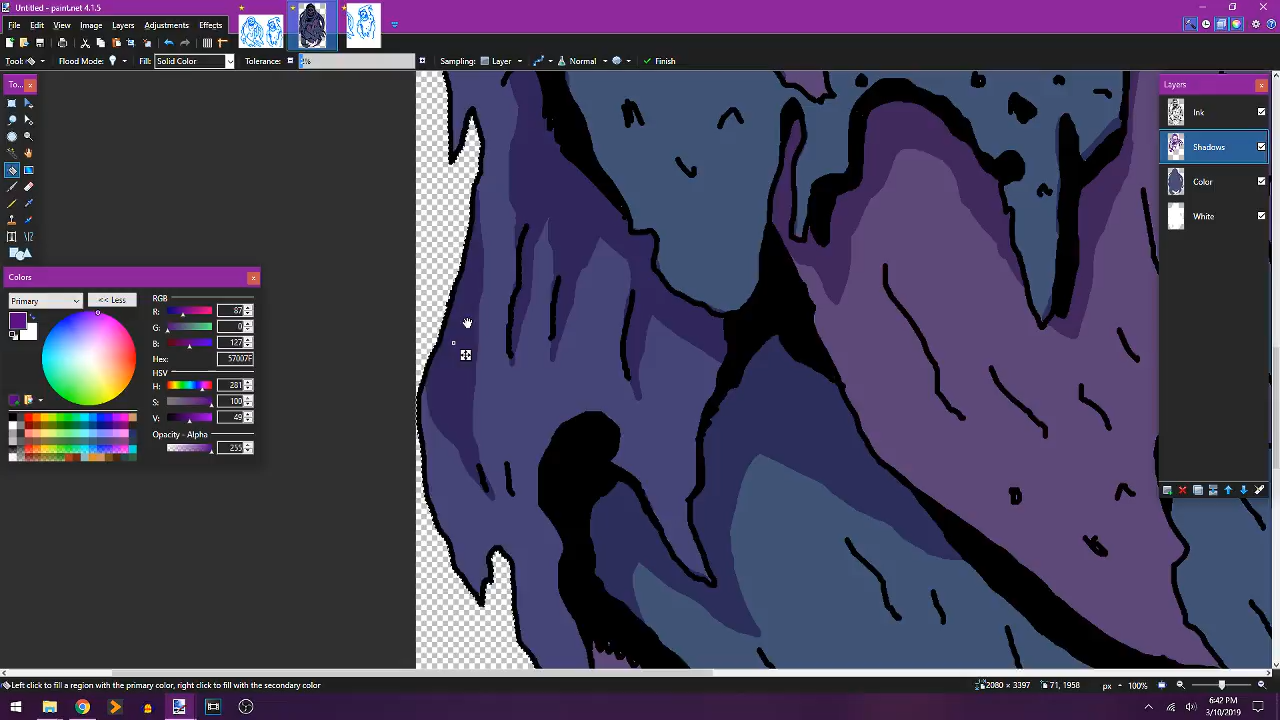 Untitled - paint.net 4.1.5
File Edit View Image Layers Adjustments Effects
Tool: Flood Mode: Fill: Solid Color Tolerance: Sampling: Layer Normal Finish
To...
Layers
Ink
Shadows
Color
White
Colors
Primary << Less RGB
R: 87
G: 0
B: 127
Hex: 57007F
HSV
H: 281
S: 100
V: 49
Opacity - Alpha
255
Left click to fill a region with the primary color, right click to fill with the secondary color 2080 x 3397 71, 1958 px 100%
6:42 PM
3/10/2019